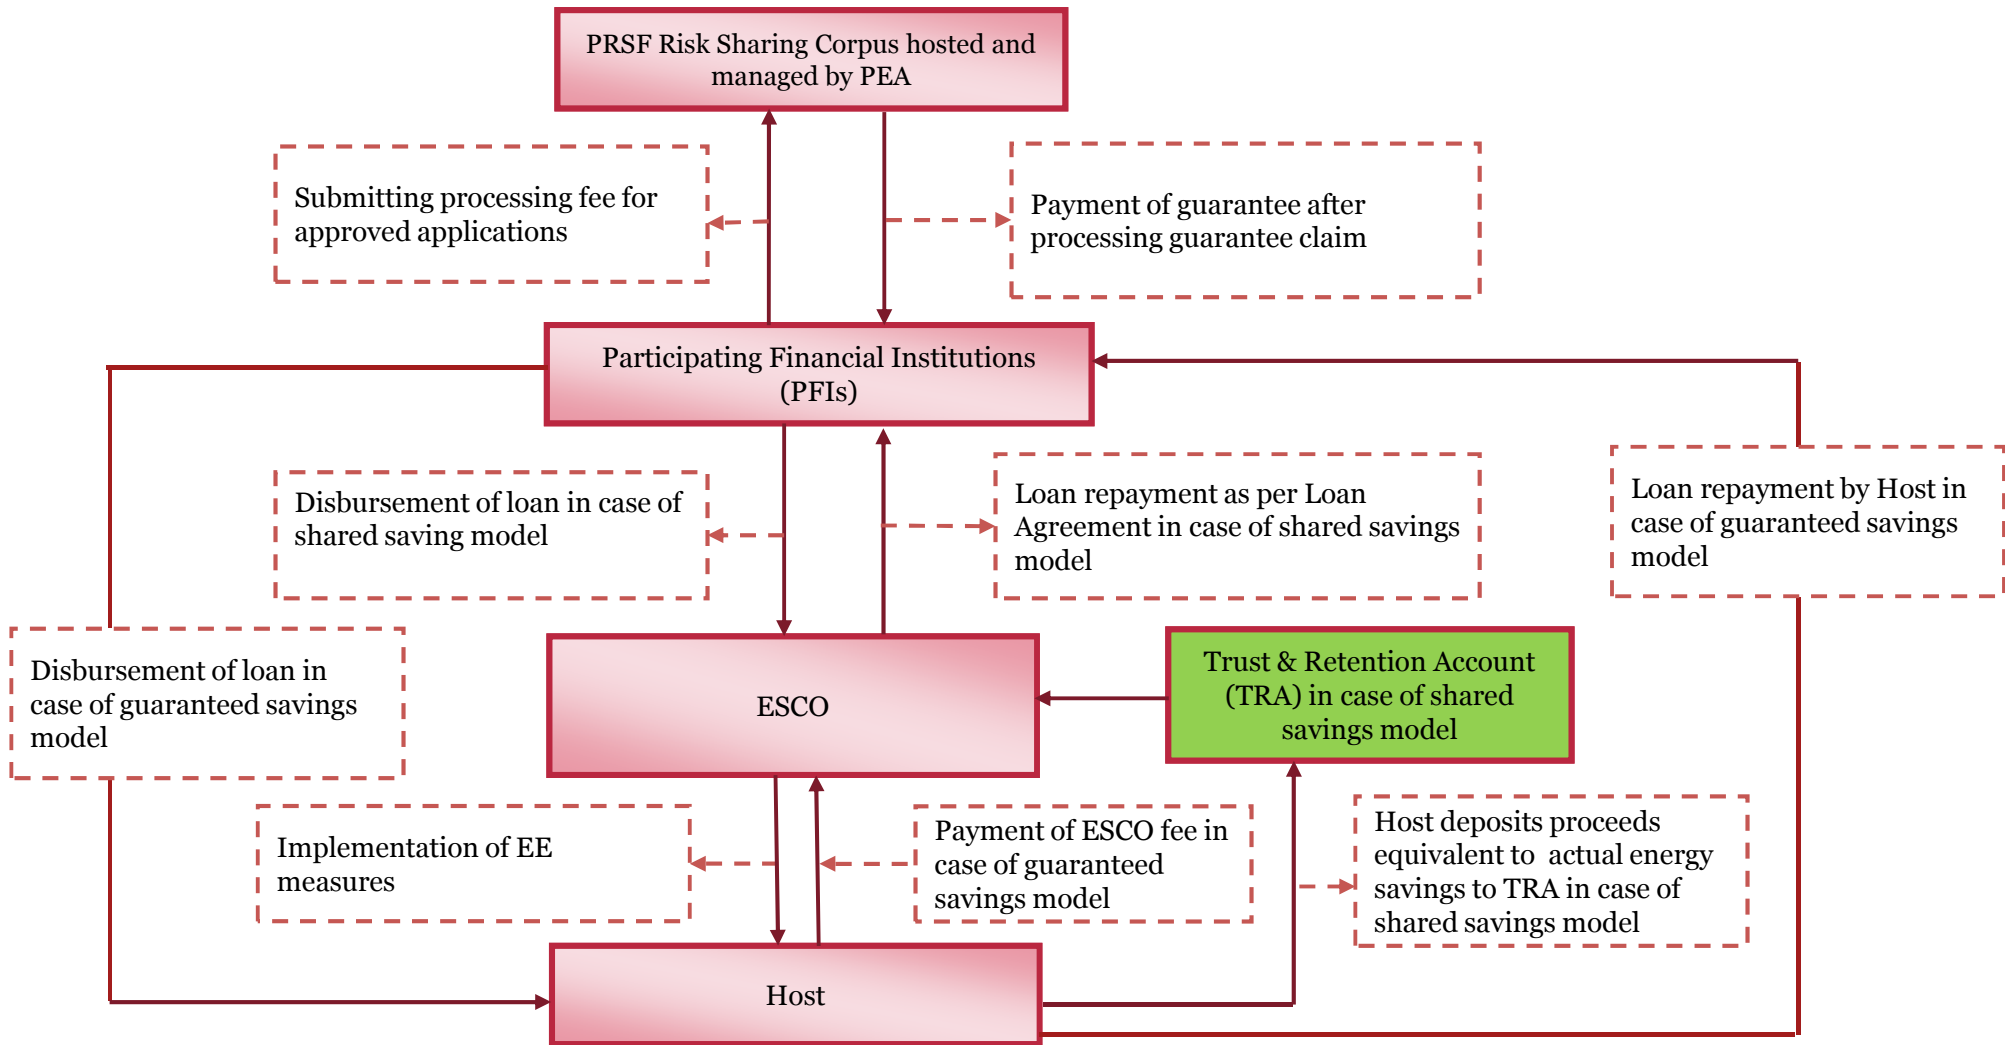 PRSF Risk Sharing Corpus hosted and
managed by PEA
Submitting processing fee for
approved applications
Payment of guarantee after
processing guarantee claim
Participating Financial Institutions
(PFIs)
Disbursement of loan in case of
shared saving model
Loan repayment as per Loan
Agreement in case of shared savings
model
Loan repayment by Host in
case of guaranteed savings
model
Disbursement of loan in
case of guaranteed savings
model
ESCO
Trust & Retention Account
(TRA) in case of shared
savings model
Implementation of EE
measures
Payment of ESCO fee in
case of guaranteed
savings model
Host deposits proceeds
equivalent to actual energy
savings to TRA in case of
shared savings model
Host